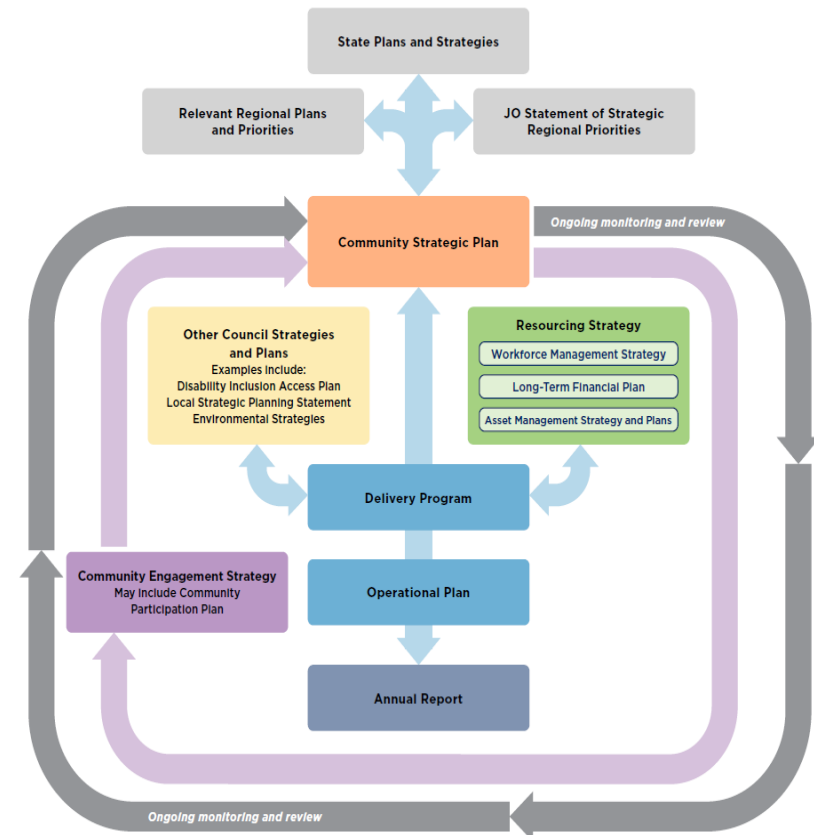 State Plans and Strategies
Relevant Regional Plans
and Priorities
JO Statement of Strategic
Regional Priorities
Community Strategic Plan
Ongoing monitoring and review
Other Council Strategies
and Plans
Examples include:
Disability Inclusion Access Plan
Local Strategic Planning Statement
Environmental Strategies
Resourcing Strategy
Workforce Management Strategy
Long-Term Financial Plan
Asset Management Strategy and Plans
Delivery Program
Community Engagement Strategy
May include Community
Participation Plan
Operational Plan
Annual Report
Ongoing monitoring and review